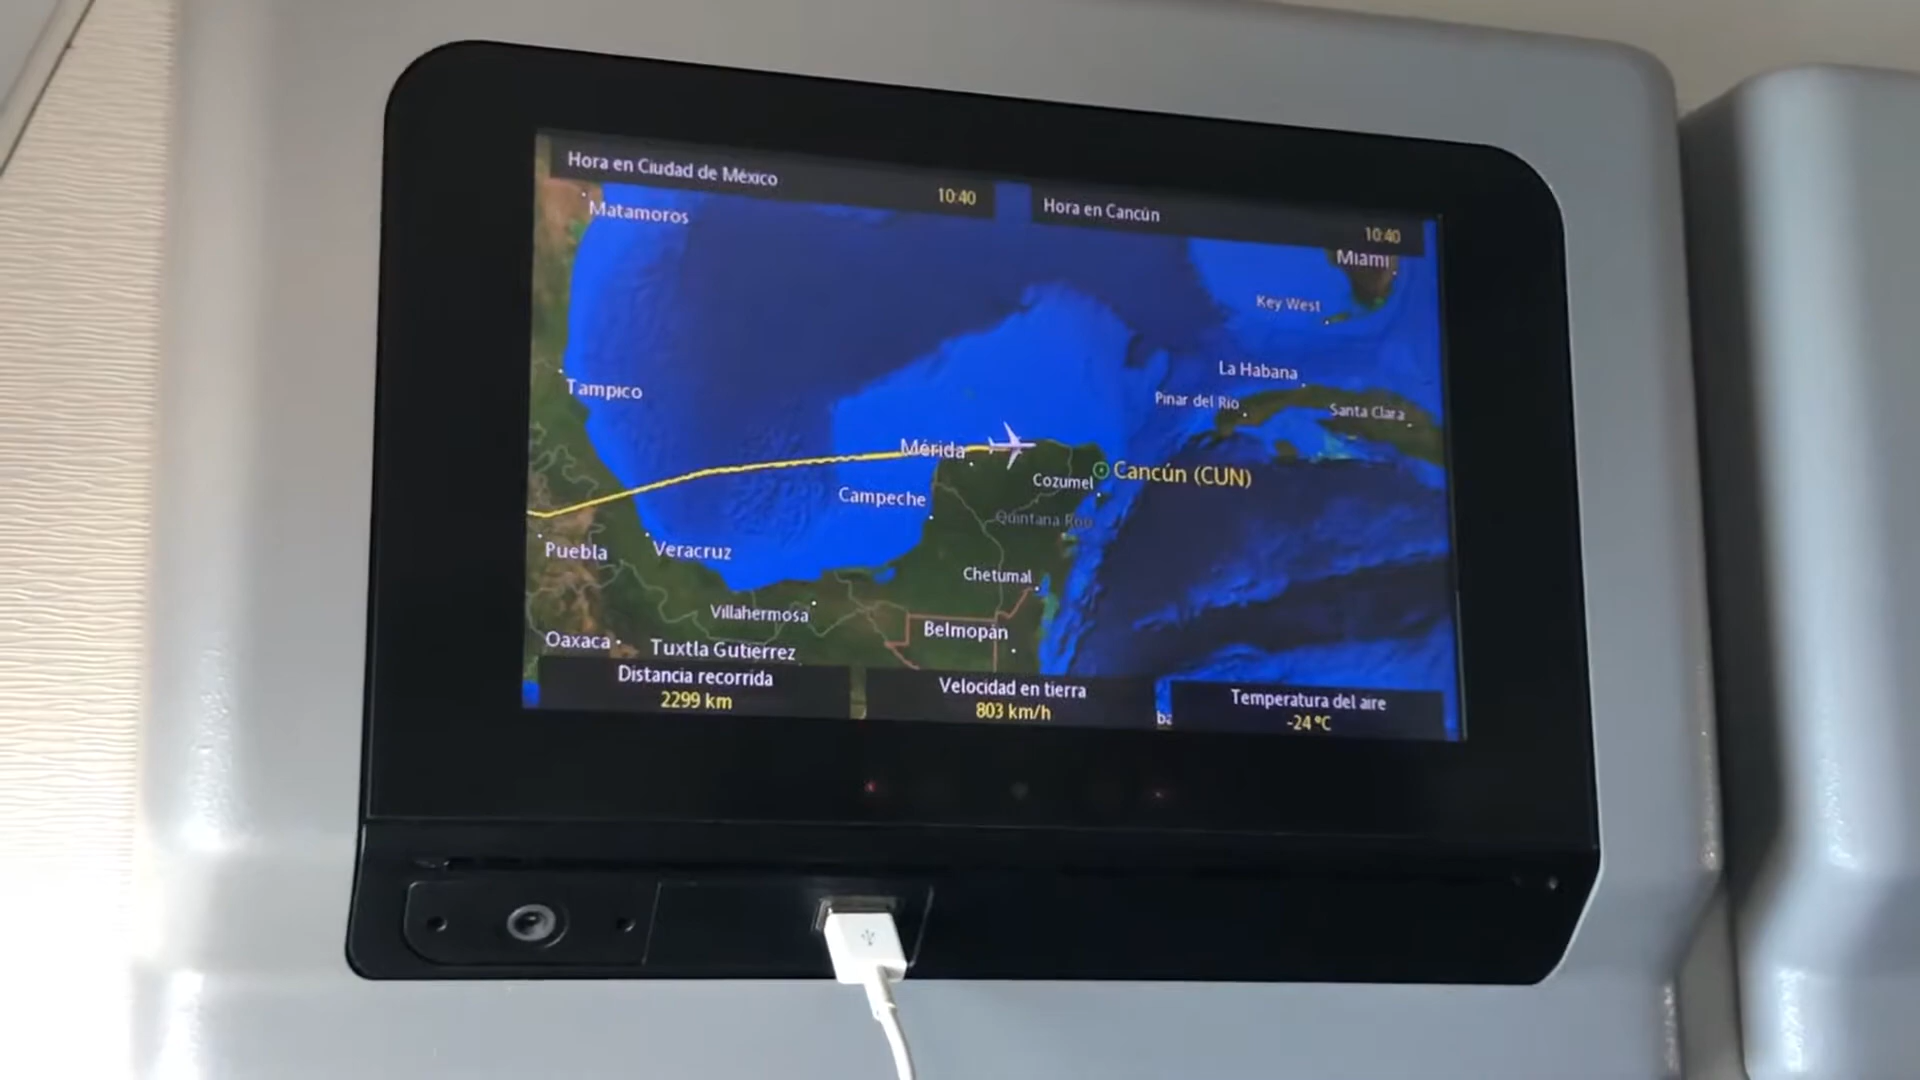 Hora en Ciudad de México
10:40
Hora en Cancún
10:40
Matamoros
Miami
Key West
La Habana
Tampico
Pinar del Río
Santa Clara
Mérida
Cancún (CUN)
Cozumel
Campeche
Quintana Roo
Puebla
Veracruz
Chetumal
Villahermosa
Belmopán
Oaxaca
Tuxtla Gutiérrez
Distancia recorrida
2299 km
Velocidad en tierra
803 km/h
Temperatura del aire
-24 °C